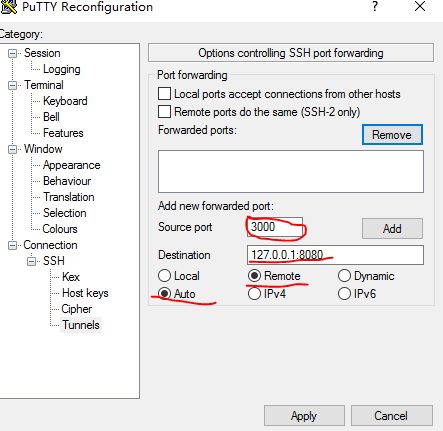 PuTTY Reconfiguration
?
×
Category:
Session
Logging
Terminal
Keyboard
Bell
Features
Window
Appearance
Behaviour
Translation
Selection
Colours
Connection
SSH
Kex
Host keys
Cipher
Tunnels
Options controlling SSH port forwarding
Port forwarding
Local ports accept connections from other hosts
Remote ports do the same (SSH-2 only)
Forwarded ports:
Remove
Add new forwarded port:
Source port
3000
Add
Destination
127.0.0.1:8080
Local
Remote
Dynamic
Auto
IPv4
IPv6
Apply
Cancel